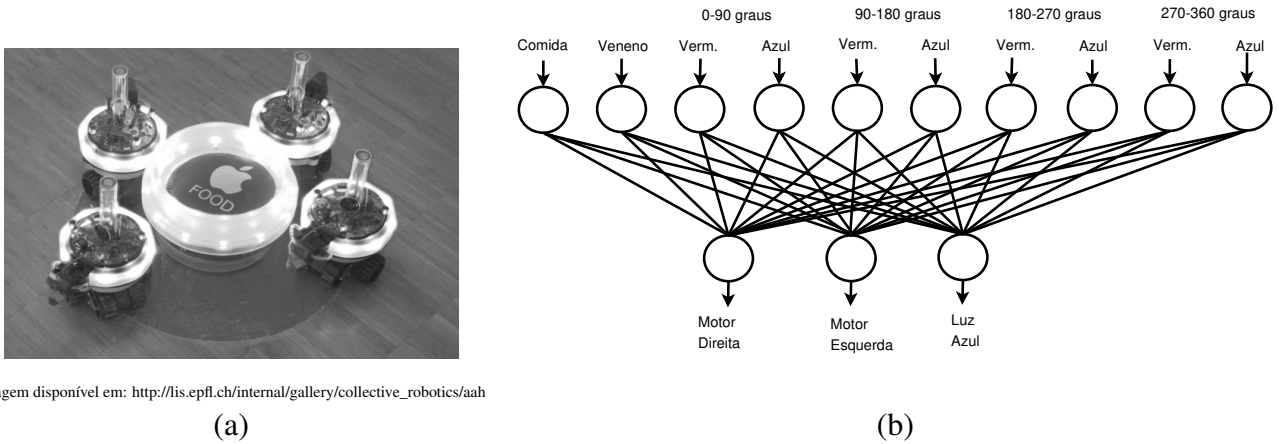 FOOD
agem disponível em: http://lis.epfl.ch/internal/gallery/collective_robotics/aah
(a)
0-90 graus 90-180 graus 180-270 graus 270-360 graus
Comida Veneno Verm. Azul Verm. Azul Verm. Azul Verm. Azul
Motor Direita
Motor Esquerda
Luz Azul
(b)